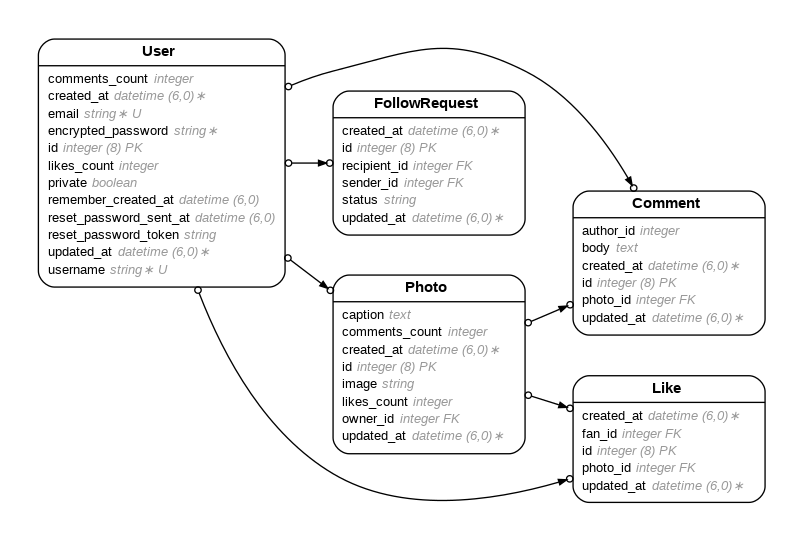 User
comments_count integer
created_at datetime (6,0)∗
email string∗ U
encrypted_password string∗
id integer (8) PK
likes_count integer
private boolean
remember_created_at datetime (6,0)
reset_password_sent_at datetime (6,0)
reset_password_token string
updated_at datetime (6,0)∗
username string∗ U
FollowRequest
created_at datetime (6,0)∗
id integer (8) PK
recipient_id integer FK
sender_id integer FK
status string
updated_at datetime (6,0)∗
Photo
caption text
comments_count integer
created_at datetime (6,0)∗
id integer (8) PK
image string
likes_count integer
owner_id integer FK
updated_at datetime (6,0)∗
Comment
author_id integer
body text
created_at datetime (6,0)∗
id integer (8) PK
photo_id integer FK
updated_at datetime (6,0)∗
Like
created_at datetime (6,0)∗
fan_id integer FK
id integer (8) PK
photo_id integer FK
updated_at datetime (6,0)∗